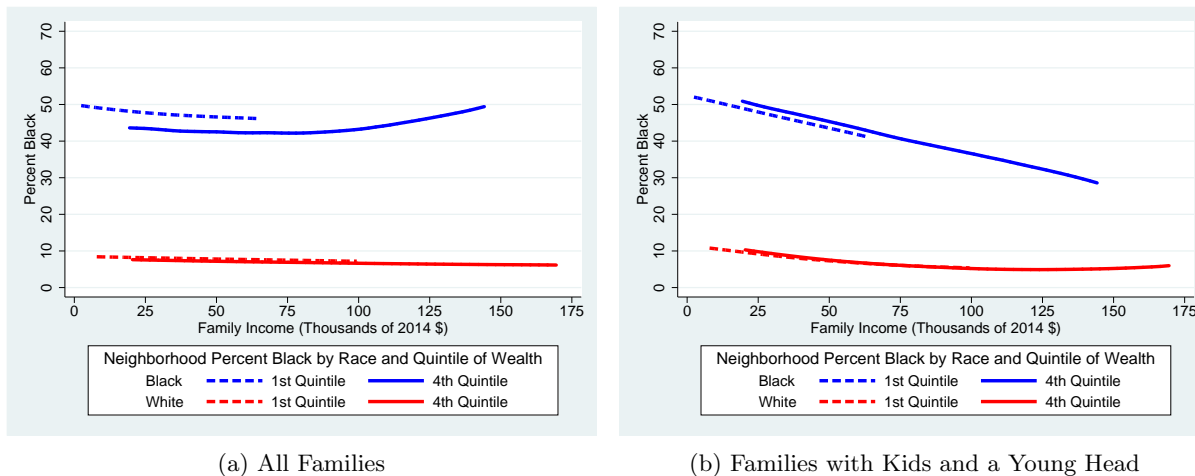 70
60
50
40
30
20
10
0
Percent Black
0 25 50 75 100 125 150 175
Family Income (Thousands of 2014 $)
Neighborhood Percent Black by Race and Quintile of Wealth
Black 1st Quintile 4th Quintile
White 1st Quintile 4th Quintile
(a) All Families
70
60
50
40
30
20
10
0
Percent Black
0 25 50 75 100 125 150 175
Family Income (Thousands of 2014 $)
Neighborhood Percent Black by Race and Quintile of Wealth
Black 1st Quintile 4th Quintile
White 1st Quintile 4th Quintile
(b) Families with Kids and a Young Head